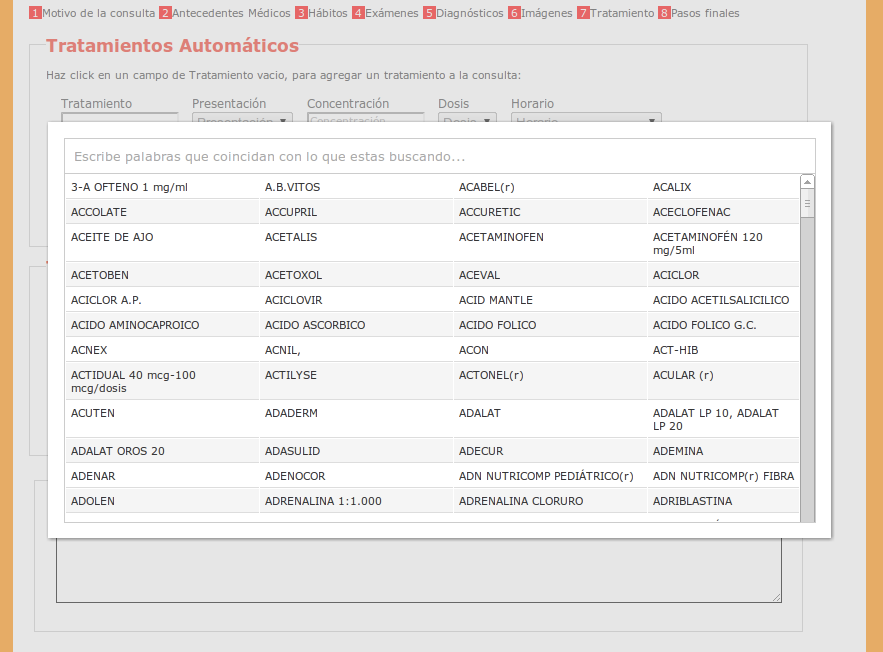 1 Motivo de la consulta 2 Antecedentes Médicos 3 Hábitos 4 Exámenes 5 Diagnósticos 6 Imágenes 7 Tratamiento 8 Pasos finales
Tratamientos Automáticos
Haz click en un campo de Tratamiento vacio, para agregar un tratamiento a la consulta:
Tratamiento Presentación Concentración Dosis Horario
Presentación Concentración Dosis Horario
Escribe palabras que coincidan con lo que estas buscando...
3-A OFTENO 1 mg/ml A.B.VITOS ACABEL(r) ACALIX
ACCOLATE ACCUPRIL ACCURETIC ACECLOFENAC
ACEITE DE AJO ACETALIS ACETAMINOFEN ACETAMINOFÉN 120
mg/5ml
ACETOBEN ACETOXOL ACEVAL ACICLOR
ACICLOR A.P. ACICLOVIR ACID MANTLE ACIDO ACETILSALICILICO
ACIDO AMINOCAPROICO ACIDO ASCORBICO ACIDO FOLICO ACIDO FOLICO G.C.
ACNEX ACNIL, ACON ACT-HIB
ACTIDUAL 40 mcg-100 ACTILYSE ACTONEL(r) ACULAR (r)
mcg/dosis
ACUTEN ADADERM ADALAT ADALAT LP 10, ADALAT
LP 20
ADALAT OROS 20 ADASULID ADECUR ADEMINA
ADENAR ADENOCOR ADN NUTRICOMP PEDIÁTRICO(r) ADN NUTRICOMP(r) FIBRA
ADOLEN ADRENALINA 1:1.000 ADRENALINA CLORURO ADRIBLASTINA